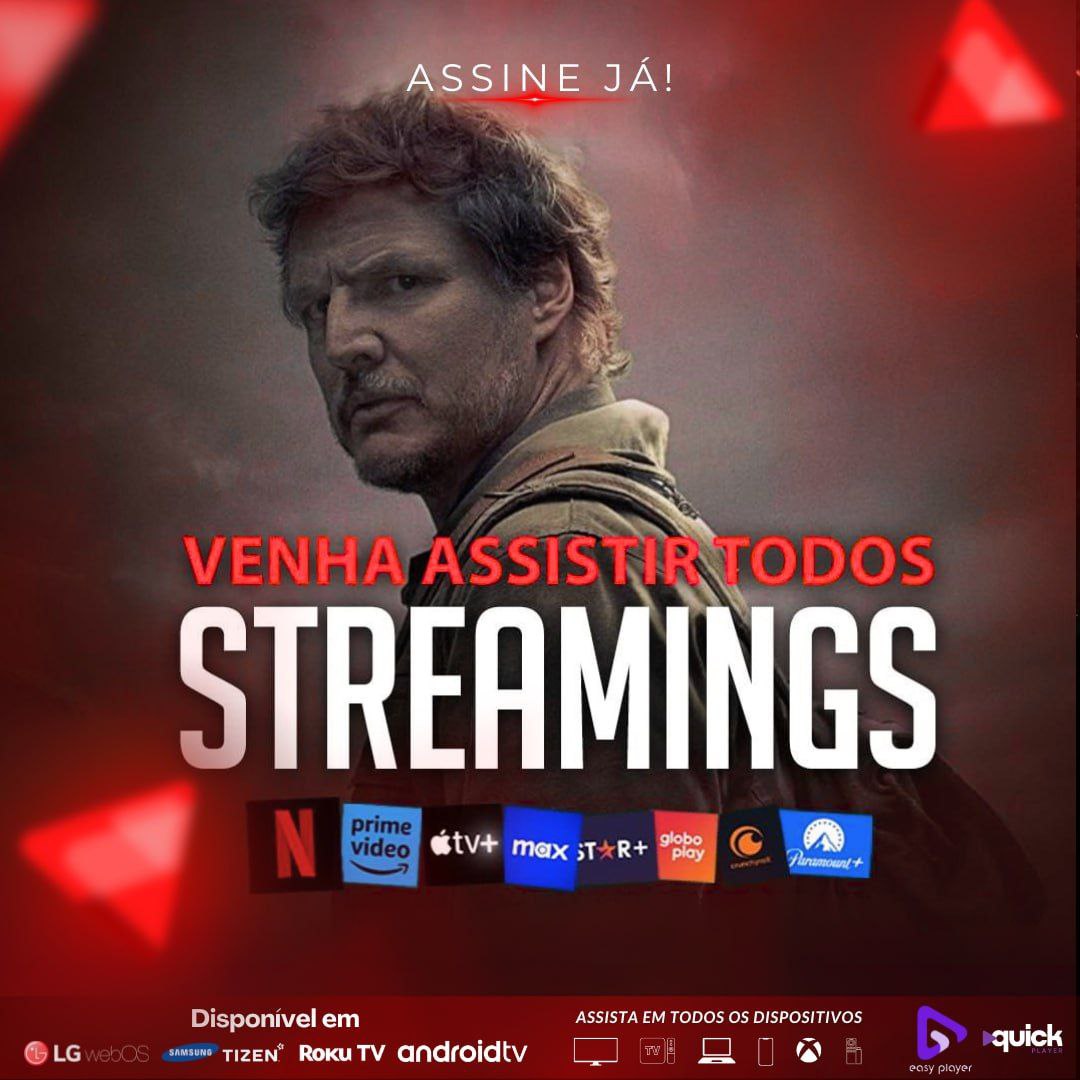 ASSINE JÁ!
VENHA ASSISTIR TODOS
STREAMINGS
N
prime video
tv+
max
ST★R+
globo play
crunchyroll
Paramount+
Disponível em
ASSISTA EM TODOS OS DISPOSITIVOS
LG webOS
SAMSUNG TIZEN
Roku TV
androidtv
TV
easy player
quick
PLAYER